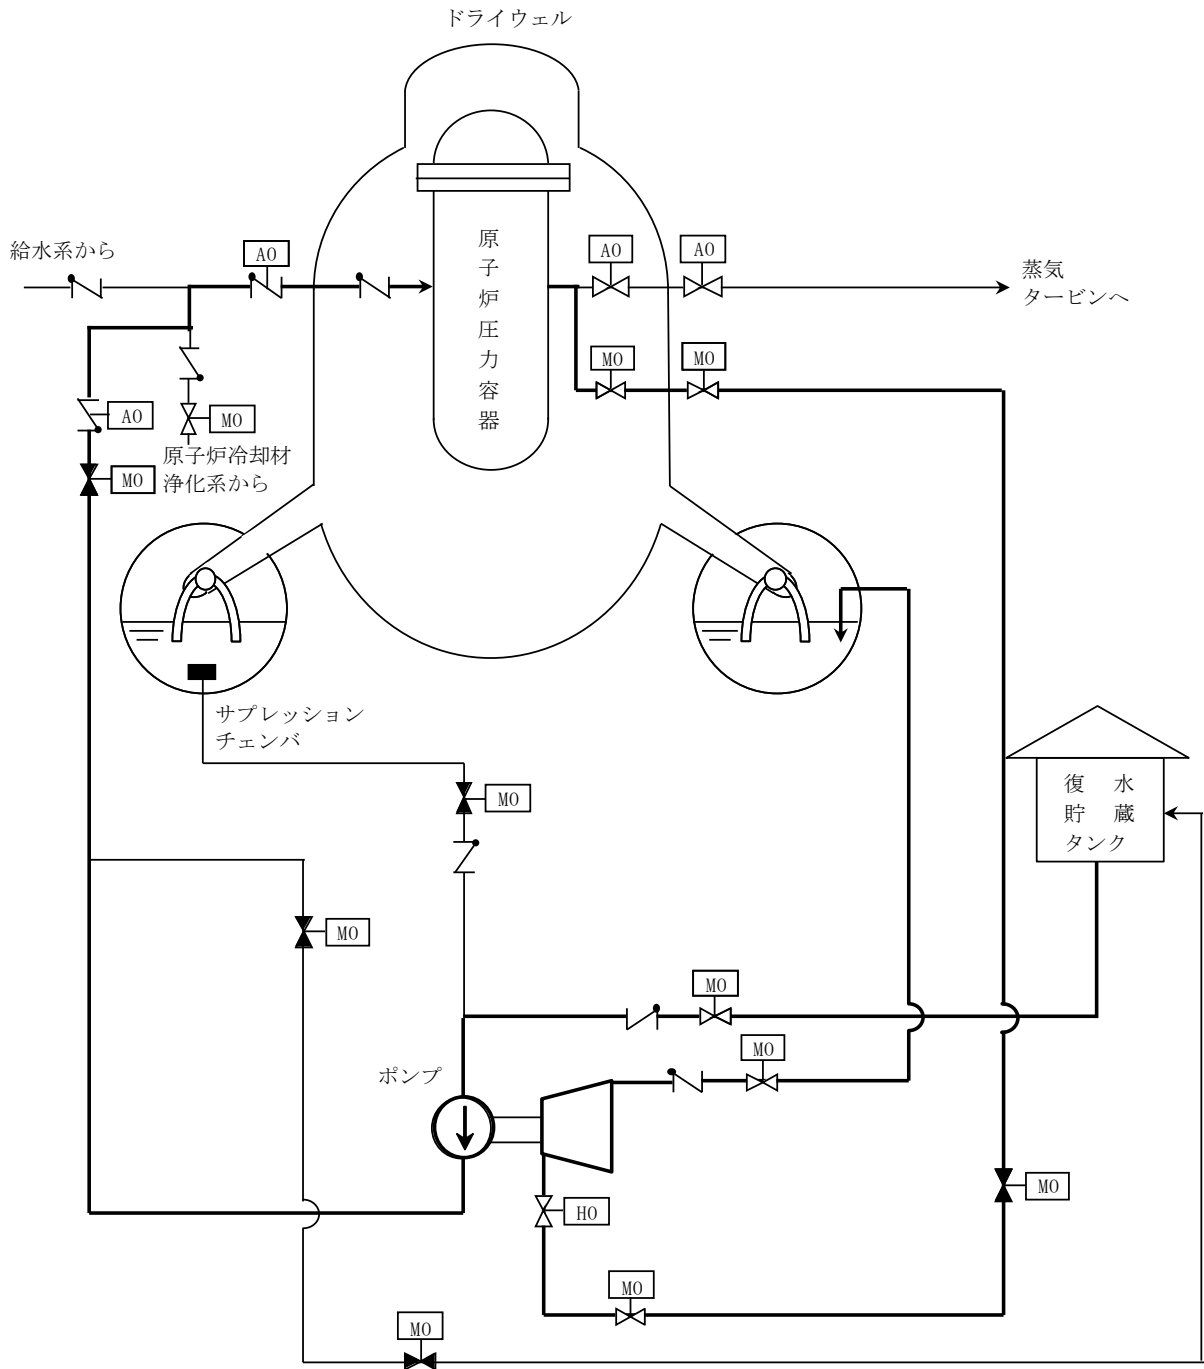 ドライウェル
給水系から
AO
AO
AO
原子炉圧力容器
蒸気
タービンへ
MO
MO
AO
MO
原子炉冷却材
浄化系から
MO
サプレッション
チェンバ
MO
復水
貯蔵
タンク
MO
MO
MO
ポンプ
MO
HO
MO
MO